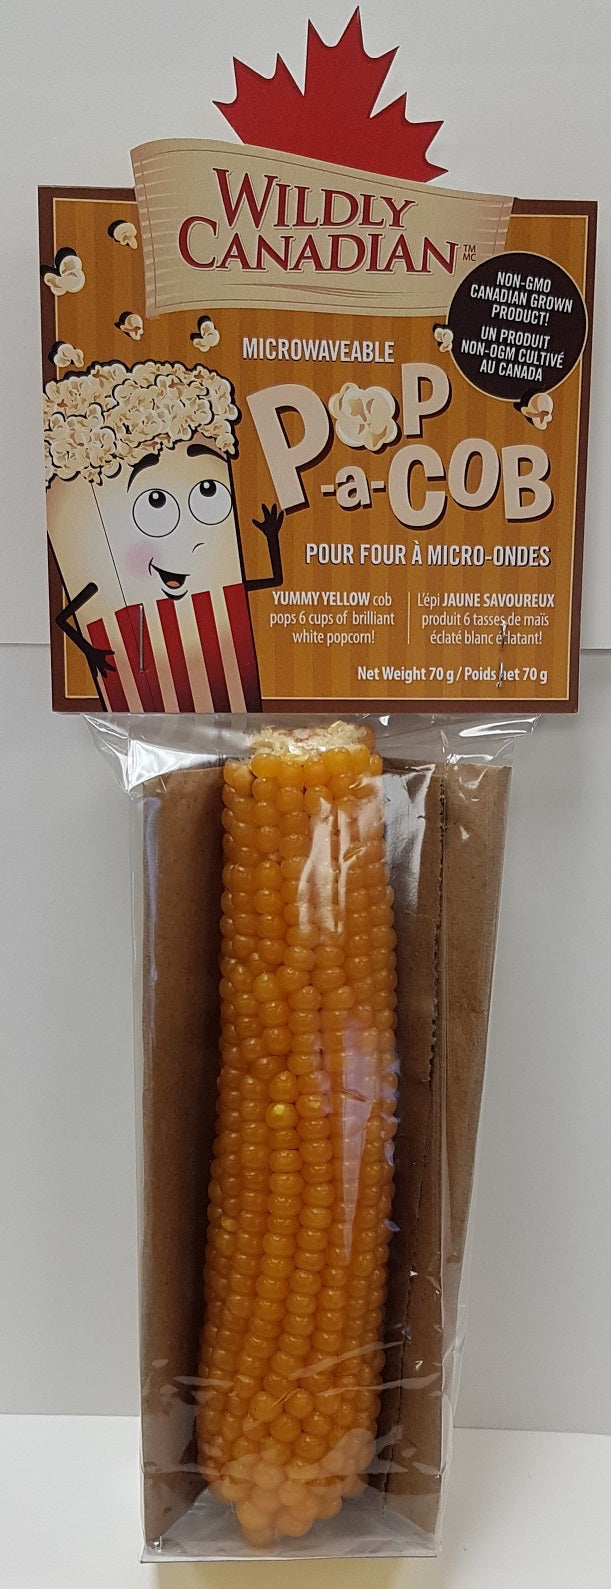 WILDLY
CANADIAN
TM
MC
NON-GMO
CANADIAN GROWN
PRODUCT!
UN PRODUIT
NON-OGM CULTIVÉ
AU CANADA
MICROWAVEABLE
POP
-a-COB
POUR FOUR À MICRO-ONDES
YUMMY YELLOW cob
pops 6 cups of brilliant
white popcorn!
L'épi JAUNE SAVOUREUX
produit 6 tasses de maïs
éclaté blanc éclatant!
Net Weight 70 g / Poids net 70 g